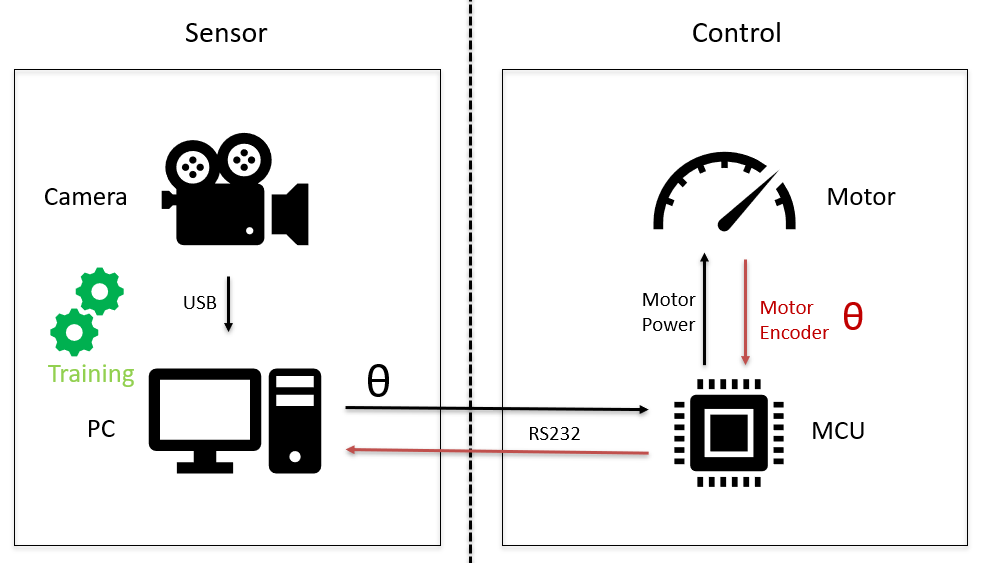 Sensor
Control
Camera
Motor
USB
Motor
Power
Motor
Encoder
θ
Training
θ
PC
RS232
MCU